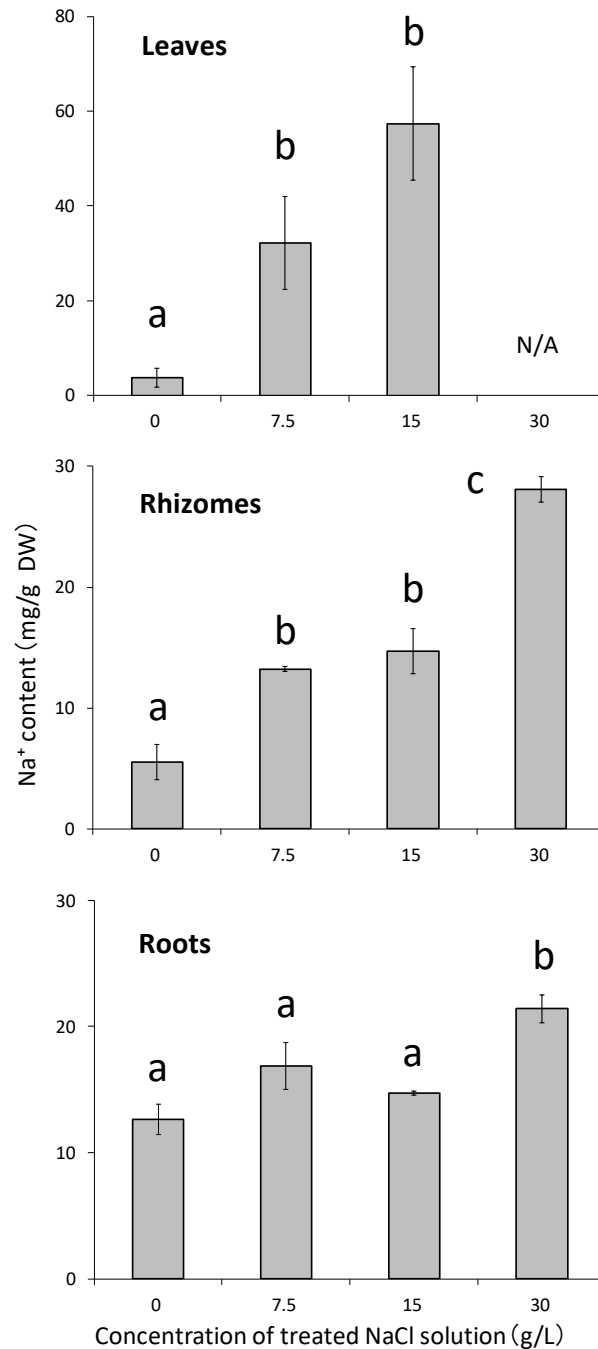 80
Leaves
b
60
b
40
20
a
N/A
0
0 7.5 15 30
30
Rhizomes
c
20
b
b
10
a
0
0 7.5 15 30
Na⁺ content (mg/g DW)
30
Roots
b
20
a
a
a
10
0
0 7.5 15 30
Concentration of treated NaCl solution (g/L)